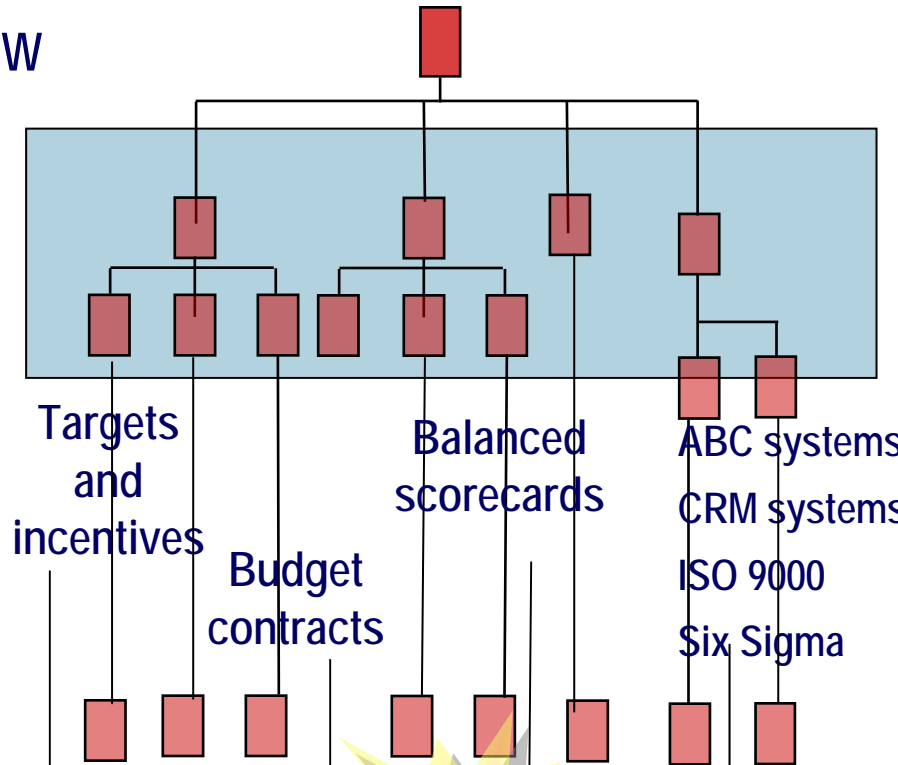 W
Targets
and
incentives
Budget
contracts
Balanced
scorecards
ABC systems
CRM systems
ISO 9000
Six Sigma